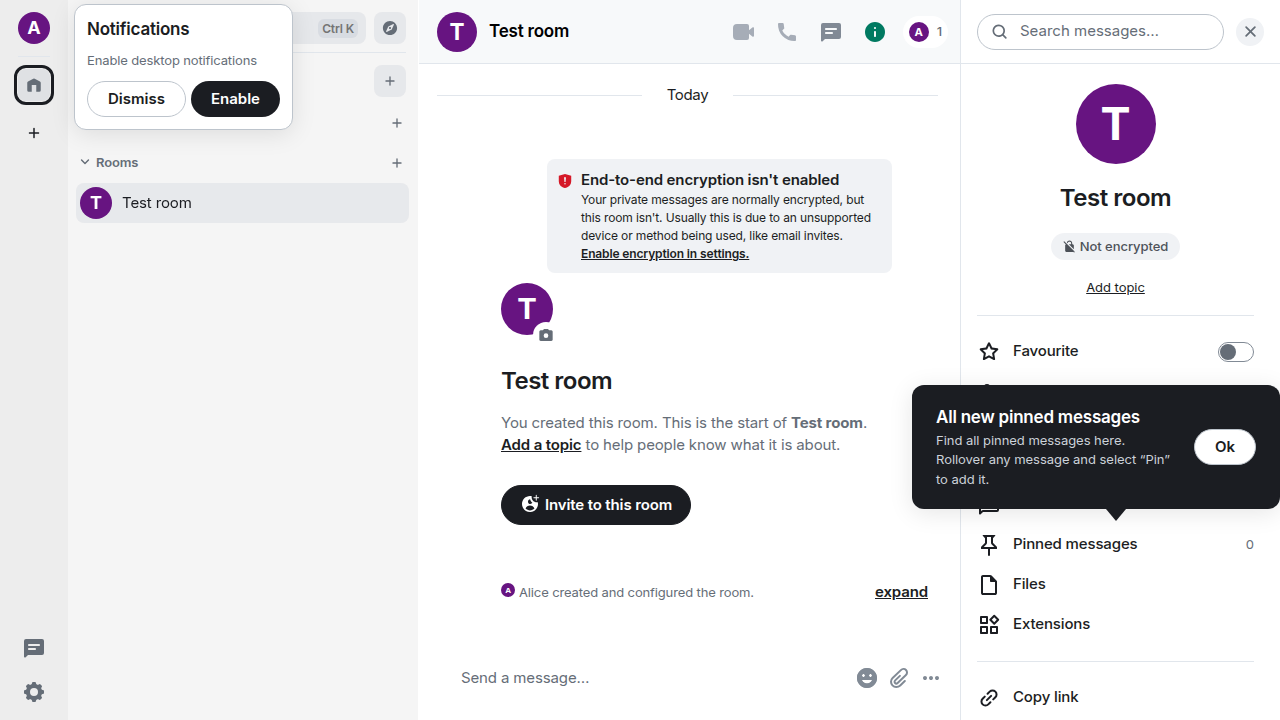 A
Notifications
Enable desktop notifications
Dismiss
Enable
Ctrl K
Rooms
T
Test room
T
Test room
A
1
Today
End-to-end encryption isn't enabled
Your private messages are normally encrypted, but
this room isn't. Usually this is due to an unsupported
device or method being used, like email invites.
Enable encryption in settings.
T
Test room
You created this room. This is the start of Test room.
Add a topic to help people know what it is about.
Invite to this room
A
Alice created and configured the room.
expand
Send a message...
Search messages...
T
Test room
Not encrypted
Add topic
Favourite
All new pinned messages
Find all pinned messages here.
Rollover any message and select “Pin”
to add it.
Ok
Pinned messages
0
Files
Extensions
Copy link